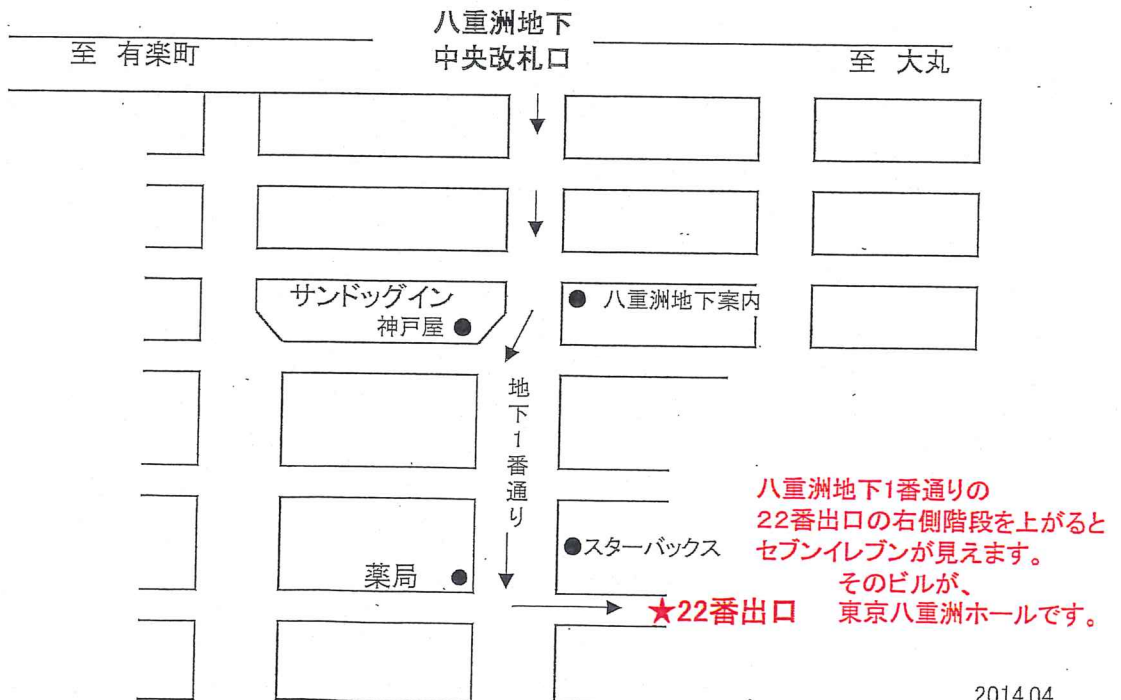 八重洲地下
中央改札口
至 有楽町
至 大丸
サンドッグイン
神戸屋
八重洲地下案内
地下1番通り
八重洲地下1番通りの
22番出口の右側階段を上がると
セブンイレブンが見えます。
そのビルが、
東京八重洲ホールです。
スターバックス
薬局
★22番出口
2014.04